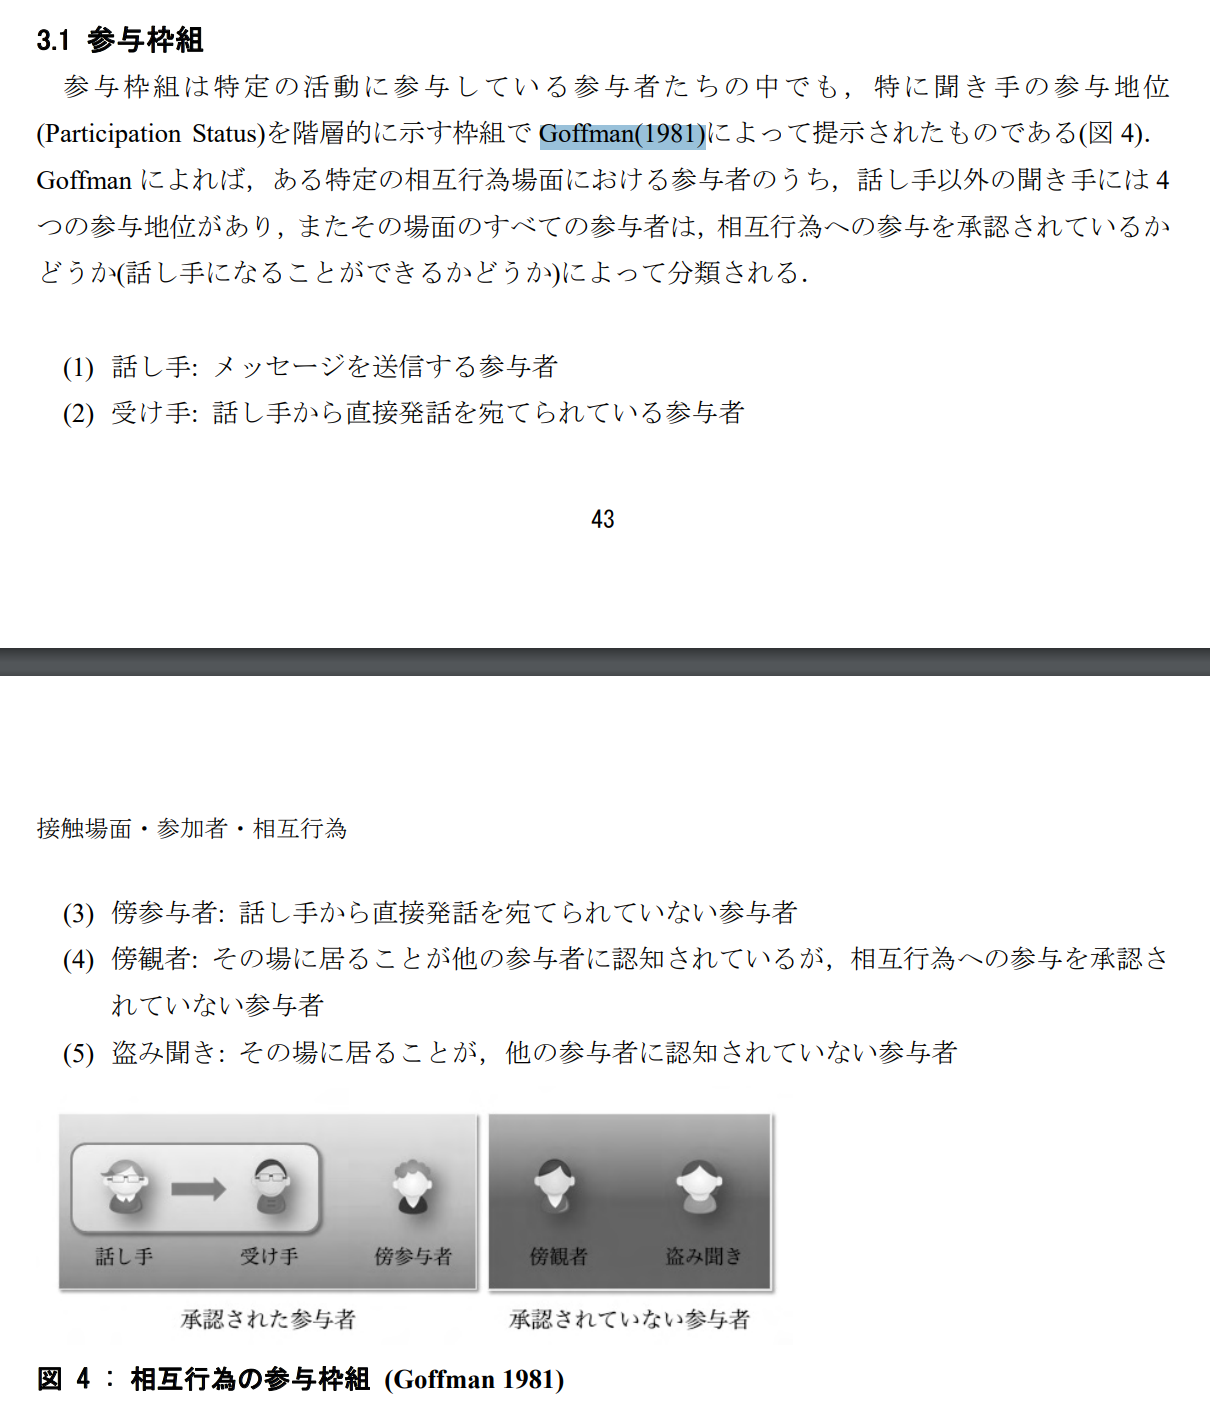 3.1 参与枠組
参与枠組は特定の活動に参与している参与者たちの中でも，特に聞き手の参与地位
(Participation Status)を階層的に示す枠組で Goffman(1981)によって提示されたものである(図 4)．
Goffman によれば，ある特定の相互行為場面における参与者のうち，話し手以外の聞き手には 4
つの参与地位があり，またその場面のすべての参与者は，相互行為への参与を承認されているか
どうか(話し手になることができるかどうか)によって分類される．
(1) 話し手: メッセージを送信する参与者
(2) 受け手: 話し手から直接発話を宛てられている参与者
43
接触場面・参加者・相互行為
(3) 傍参与者: 話し手から直接発話を宛てられていない参与者
(4) 傍観者: その場に居ることが他の参与者に認知されているが，相互行為への参与を承認さ
れていない参与者
(5) 盗み聞き: その場に居ることが，他の参与者に認知されていない参与者
話し手 受け手 傍参与者 傍観者 盗み聞き
承認された参与者 承認されていない参与者
図 4 : 相互行為の参与枠組 (Goffman 1981)